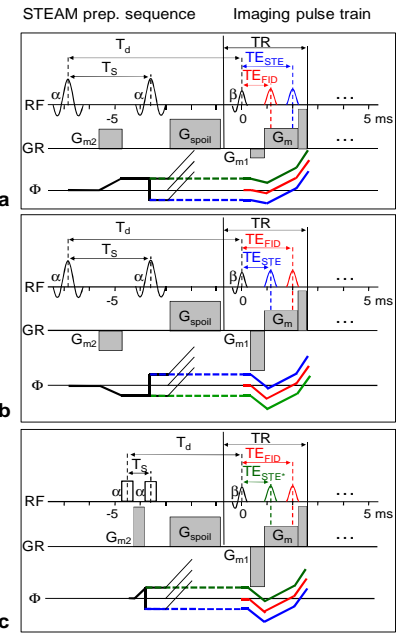 STEAM prep. sequence Imaging pulse train
T_d TR
T_S TE_STE
TE_FID
RF α α β
-5 0 5 ms
G_m2 G_spoil G_m
GR G_m1
Φ
a
T_d TR
T_S TE_FID
TE_STE
RF α α β
-5 0 5 ms
G_spoil G_m
GR G_m2 G_m1
Φ
b
T_d TR
T_S TE_FID
TE_STE*
RF α α β
-5 0 5 ms
G_m2 G_spoil G_m
GR G_m1
Φ
c